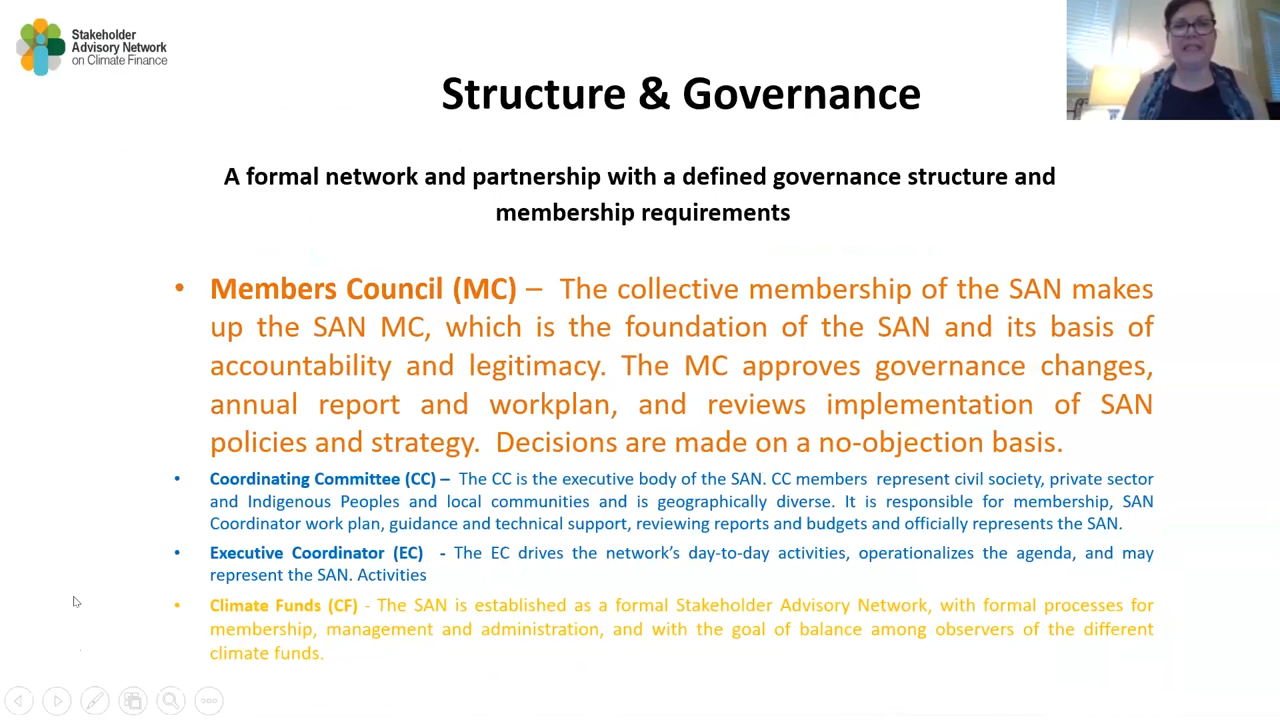 Stakeholder
Advisory Network
on Climate Finance
Structure & Governance
A formal network and partnership with a defined governance structure and
membership requirements
• Members Council (MC) – The collective membership of the SAN makes
up the SAN MC, which is the foundation of the SAN and its basis of
accountability and legitimacy. The MC approves governance changes,
annual report and workplan, and reviews implementation of SAN
policies and strategy. Decisions are made on a no-objection basis.
• Coordinating Committee (CC) – The CC is the executive body of the SAN. CC members represent civil society, private sector
and Indigenous Peoples and local communities and is geographically diverse. It is responsible for membership, SAN
Coordinator work plan, guidance and technical support, reviewing reports and budgets and officially represents the SAN.
• Executive Coordinator (EC) - The EC drives the network’s day-to-day activities, operationalizes the agenda, and may
represent the SAN. Activities
• Climate Funds (CF) - The SAN is established as a formal Stakeholder Advisory Network, with formal processes for
membership, management and administration, and with the goal of balance among observers of the different
climate funds.